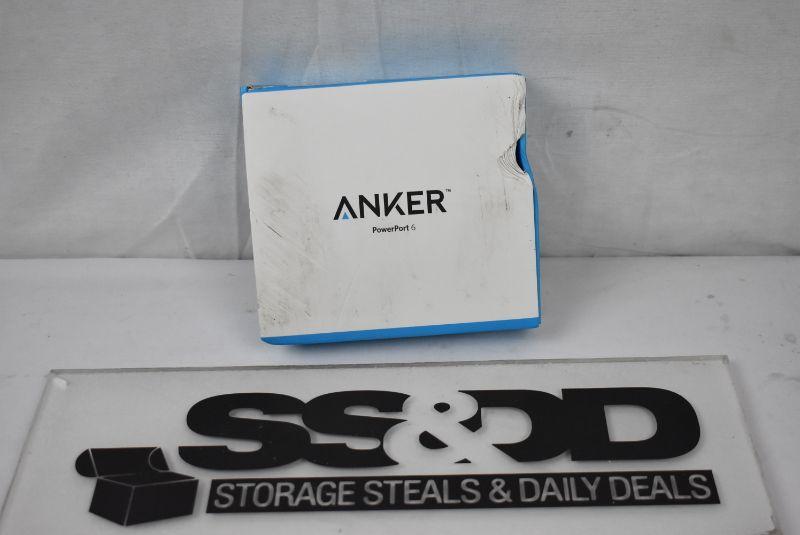 ANKER™
PowerPort 6
SS&DD
STORAGE STEALS & DAILY DEALS